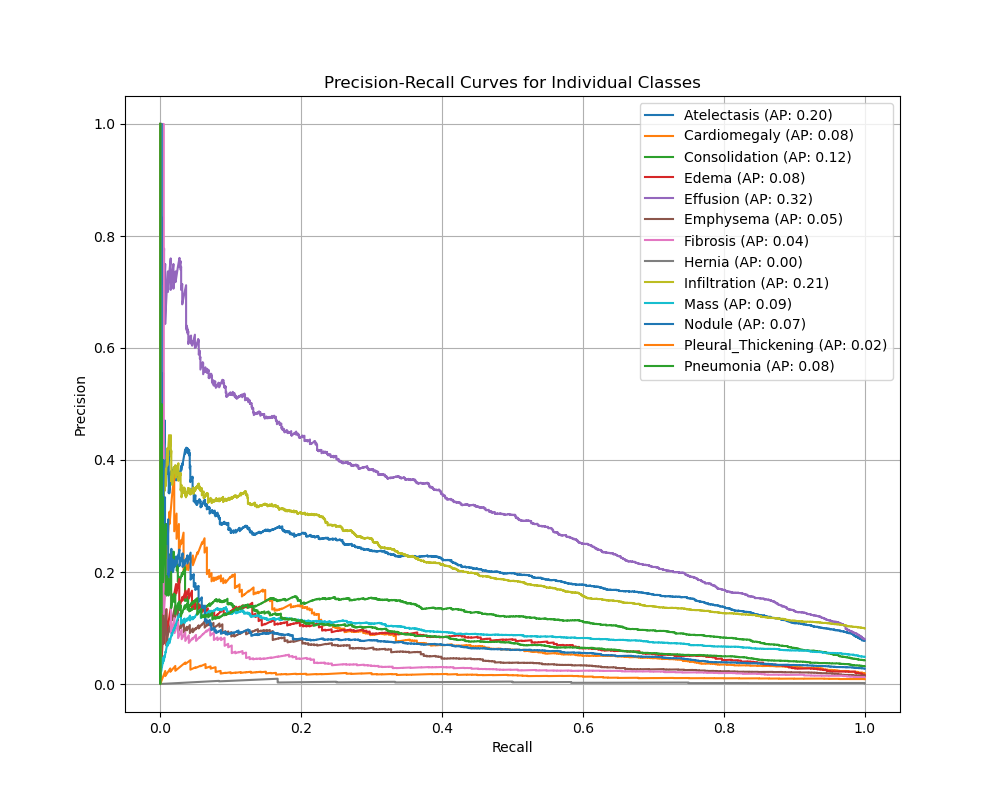 Precision-Recall Curves for Individual Classes
1.0
0.8
0.6
0.4
0.2
0.0
Precision
Atelectasis (AP: 0.20)
Cardiomegaly (AP: 0.08)
Consolidation (AP: 0.12)
Edema (AP: 0.08)
Effusion (AP: 0.32)
Emphysema (AP: 0.05)
Fibrosis (AP: 0.04)
Hernia (AP: 0.00)
Infiltration (AP: 0.21)
Mass (AP: 0.09)
Nodule (AP: 0.07)
Pleural_Thickening (AP: 0.02)
Pneumonia (AP: 0.08)
0.0 0.2 0.4 0.6 0.8 1.0
Recall